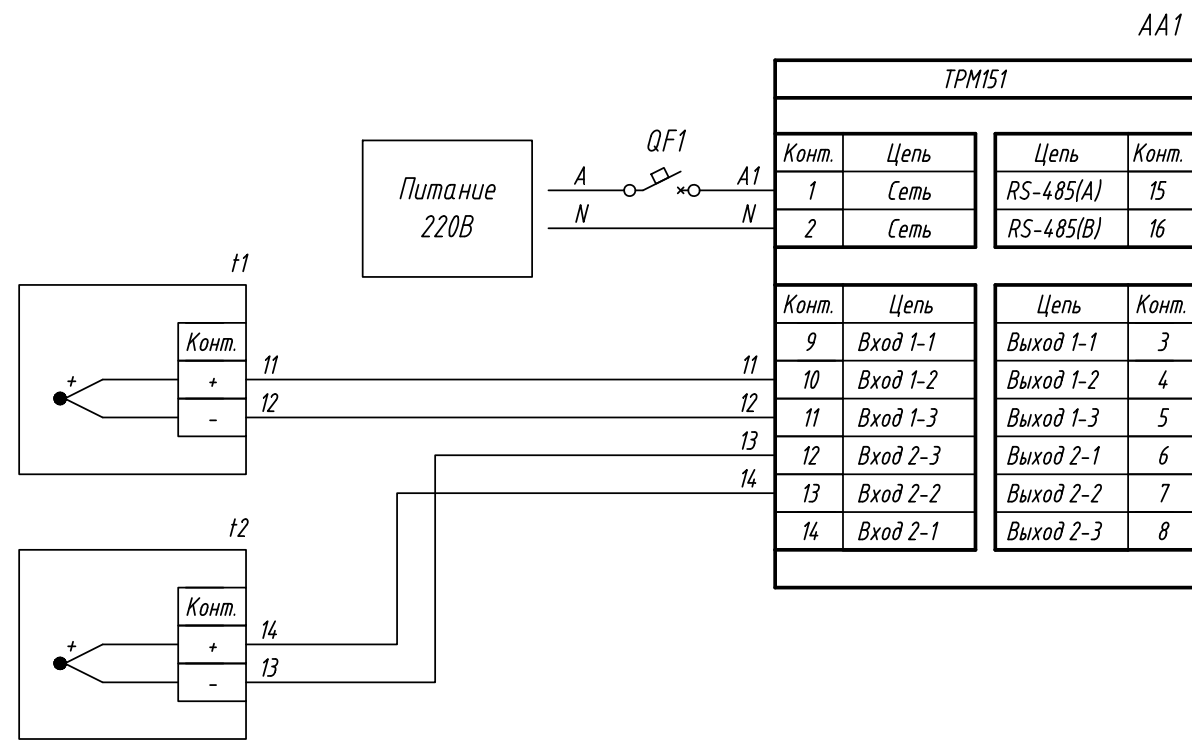 AA1
ТРМ151
QF1
Питание
220В
A
A1
N
N
Конт. Цепь Цепь Конт.
1 Сеть RS-485(A) 15
2 Сеть RS-485(B) 16
t1
Конт.
+
+
-
11
12
11
12
13
14
Конт. Цепь Цепь Конт.
9 Вход 1-1 Выход 1-1 3
10 Вход 1-2 Выход 1-2 4
11 Вход 1-3 Выход 1-3 5
12 Вход 2-3 Выход 2-1 6
13 Вход 2-2 Выход 2-2 7
14 Вход 2-1 Выход 2-3 8
t2
Конт.
+
+
-
14
13